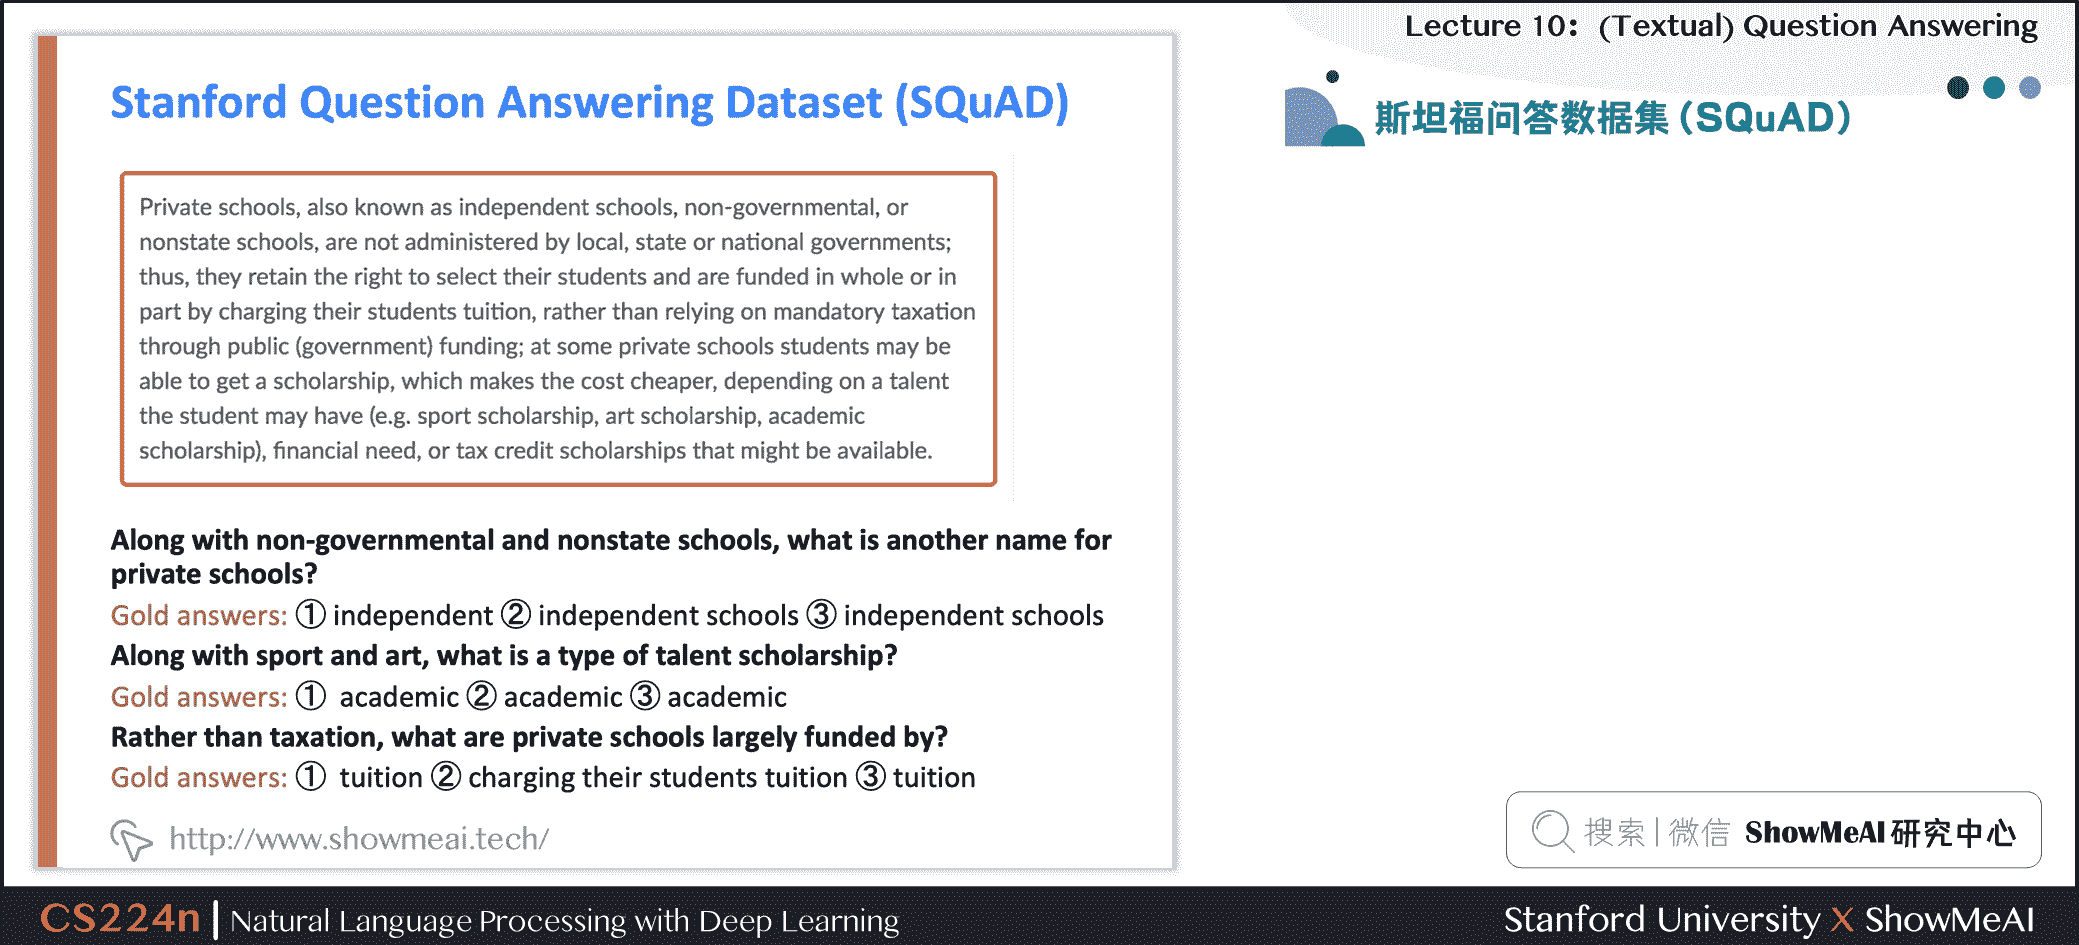 Lecture 10: (Textual) Question Answering
Stanford Question Answering Dataset (SQuAD)
斯坦福问答数据集(SQuAD)
Private schools, also known as independent schools, non-governmental, or
nonstate schools, are not administered by local, state or national governments;
thus, they retain the right to select their students and are funded in whole or in
part by charging their students tuition, rather than relying on mandatory taxation
through public (government) funding; at some private schools students may be
able to get a scholarship, which makes the cost cheaper, depending on a talent
the student may have (e.g. sport scholarship, art scholarship, academic
scholarship), financial need, or tax credit scholarships that might be available.
Along with non-governmental and nonstate schools, what is another name for
private schools?
Gold answers: ① independent ② independent schools ③ independent schools
Along with sport and art, what is a type of talent scholarship?
Gold answers: ① academic ② academic ③ academic
Rather than taxation, what are private schools largely funded by?
Gold answers: ① tuition ② charging their students tuition ③ tuition
http://www.showmeai.tech/
搜索 | 微信 ShowMeAI 研究中心
CS224n | Natural Language Processing with Deep Learning
Stanford University X ShowMeAI